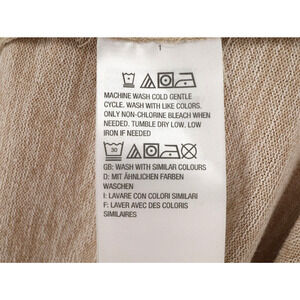 1
MACHINE WASH COLD GENTLE
CYCLE. WASH WITH LIKE COLORS.
ONLY NON-CHLORINE BLEACH WHEN
NEEDED. TUMBLE DRY LOW. LOW
IRON IF NEEDED
30
GB: WASH WITH SIMILAR COLOURS
D: MIT ÄHNLICHEN FARBEN
WASCHEN
I: LAVARE CON COLORI SIMILARI
F: LAVER AVEC DES COLORIS
SIMILAIRES